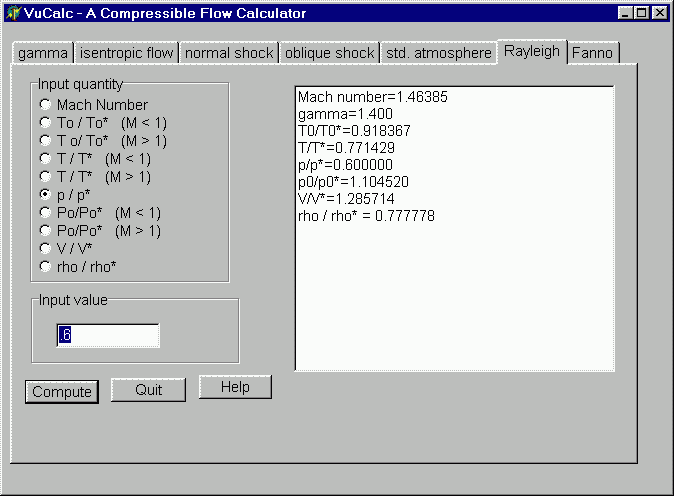 VuCalc - A Compressible Flow Calculator
gamma isentropic flow normal shock oblique shock std. atmosphere Rayleigh Fanno
Input quantity
Mach Number
To / To* (M < 1)
T o/ To* (M > 1)
T / T* (M < 1)
T / T* (M > 1)
p / p*
Po/Po* (M < 1)
Po/Po* (M > 1)
V / V*
rho / rho*
Input value
.6
Compute Quit Help
Mach number=1.46385
gamma=1.400
T0/T0*=0.918367
T/T*=0.771429
p/p*=0.600000
p0/p0*=1.104520
V/V*=1.285714
rho / rho* = 0.777778